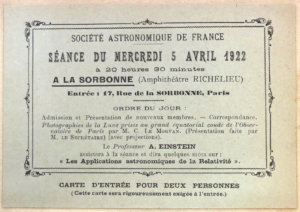 SOCIÉTÉ ASTRONOMIQUE DE FRANCE
SÉANCE DU MERCREDI 5 AVRIL 1922
à 20 heures 30 minutes
A LA SORBONNE (Amphithéâtre RICHELIEU)
Entrée : 17, Rue de la SORBONNE, Paris
ORDRE DU JOUR :
Admission et Présentation de nouveaux membres. — Correspondance.
Photographies de la Lune prises au grand équatorial coudé de l'Obser-
vatoire de Paris par M. C. LE MORVAN. (Présentation faite par
M. LE SECRÉTAIRE) (avec projections).
Le Professeur A. EINSTEIN
assistera à la séance et dira quelques mots sur :
« Les Applications astronomiques de la Relativité ».
CARTE D'ENTRÉE POUR DEUX PERSONNES
(Cette carte sera rigoureusement exigée à l'entrée.)